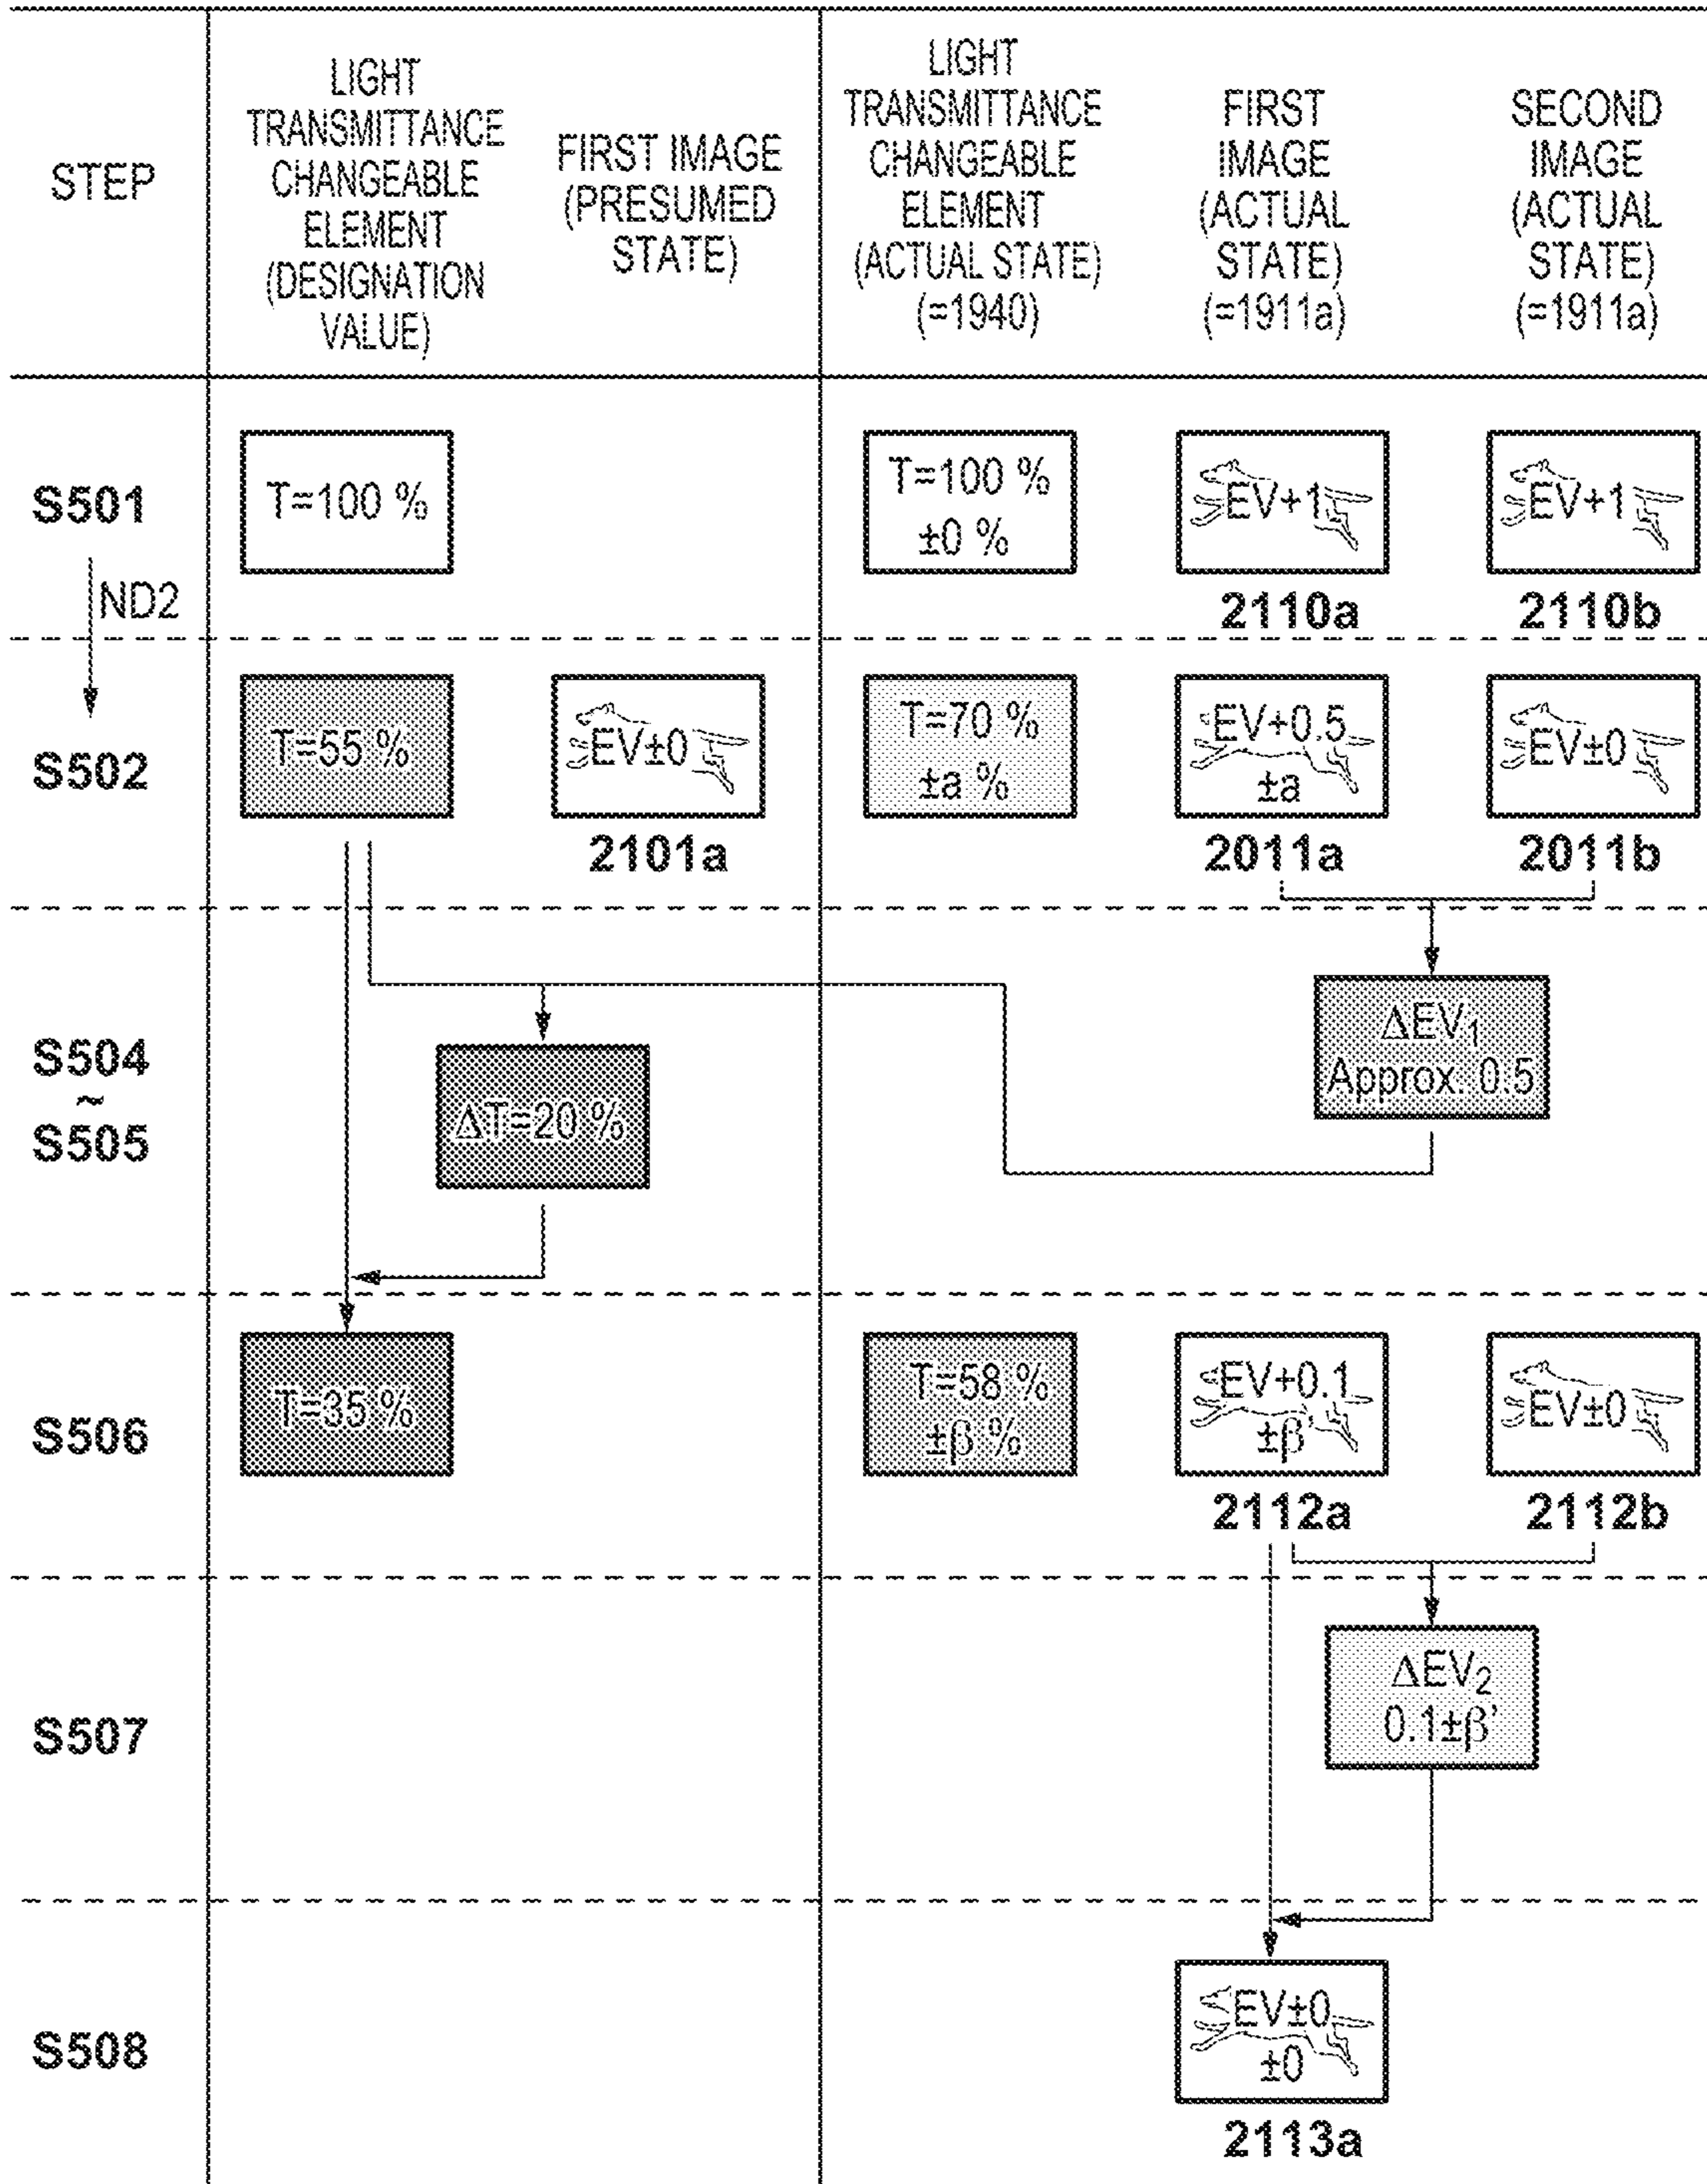 STEP
LIGHT
TRANSMITTANCE
CHANGEABLE
ELEMENT
(DESIGNATION
VALUE)
FIRST IMAGE
(PRESUMED
STATE)
LIGHT
TRANSMITTANCE
CHANGEABLE
ELEMENT
(ACTUAL STATE)
(=1940)
FIRST
IMAGE
(ACTUAL
STATE)
(=1911a)
SECOND
IMAGE
(ACTUAL
STATE)
(=1911a)
S501
T=100 %
T=100 %
±0 %
EV+1
2110a
EV+1
2110b
ND2
S502
T=55 %
EV±0
2101a
T=70 %
±a %
EV+0.5
±a
2011a
EV±0
2011b
S504
~
S505
ΔT=20 %
ΔEV₁
Approx. 0.5
S506
T=35 %
T=58 %
±β %
EV+0.1
±β
2112a
EV±0
2112b
S507
ΔEV₂
0.1±β'
S508
EV±0
±0
2113a